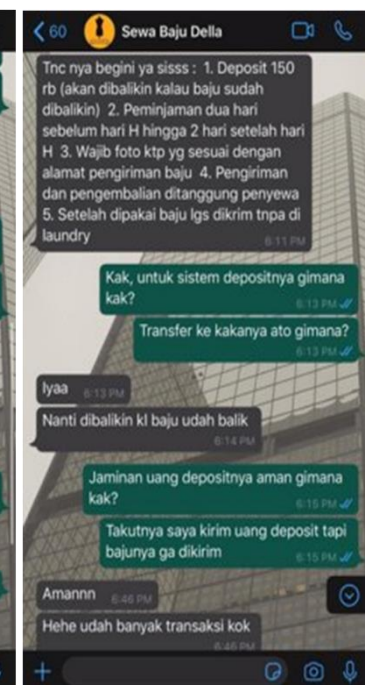 60
Sewa Baju Della
Tnc nya begini ya sisss : 1. Deposit 150
rb (akan dibalikin kalau baju sudah
dibalikin) 2. Peminjaman dua hari
sebelum hari H hingga 2 hari setelah hari
H 3. Wajib foto ktp yg sesuai dengan
alamat pengiriman baju 4. Pengiriman
dan pengembalian ditanggung penyewa
5. Setelah dipakai baju lgs dikrim tnpa di
laundry
6:11 PM
Kak, untuk sistem depositnya gimana
kak?
6:13 PM
Transfer ke kakanya ato gimana?
6:13 PM
Iyaa
6:13 PM
Nanti dibalikin kl baju udah balik
6:14 PM
Jaminan uang depositnya aman gimana
kak?
6:15 PM
Takutnya saya kirim uang deposit tapi
bajunya ga dikirim
6:15 PM
Amannn
6:46 PM
Hehe udah banyak transaksi kok
6:46 PM